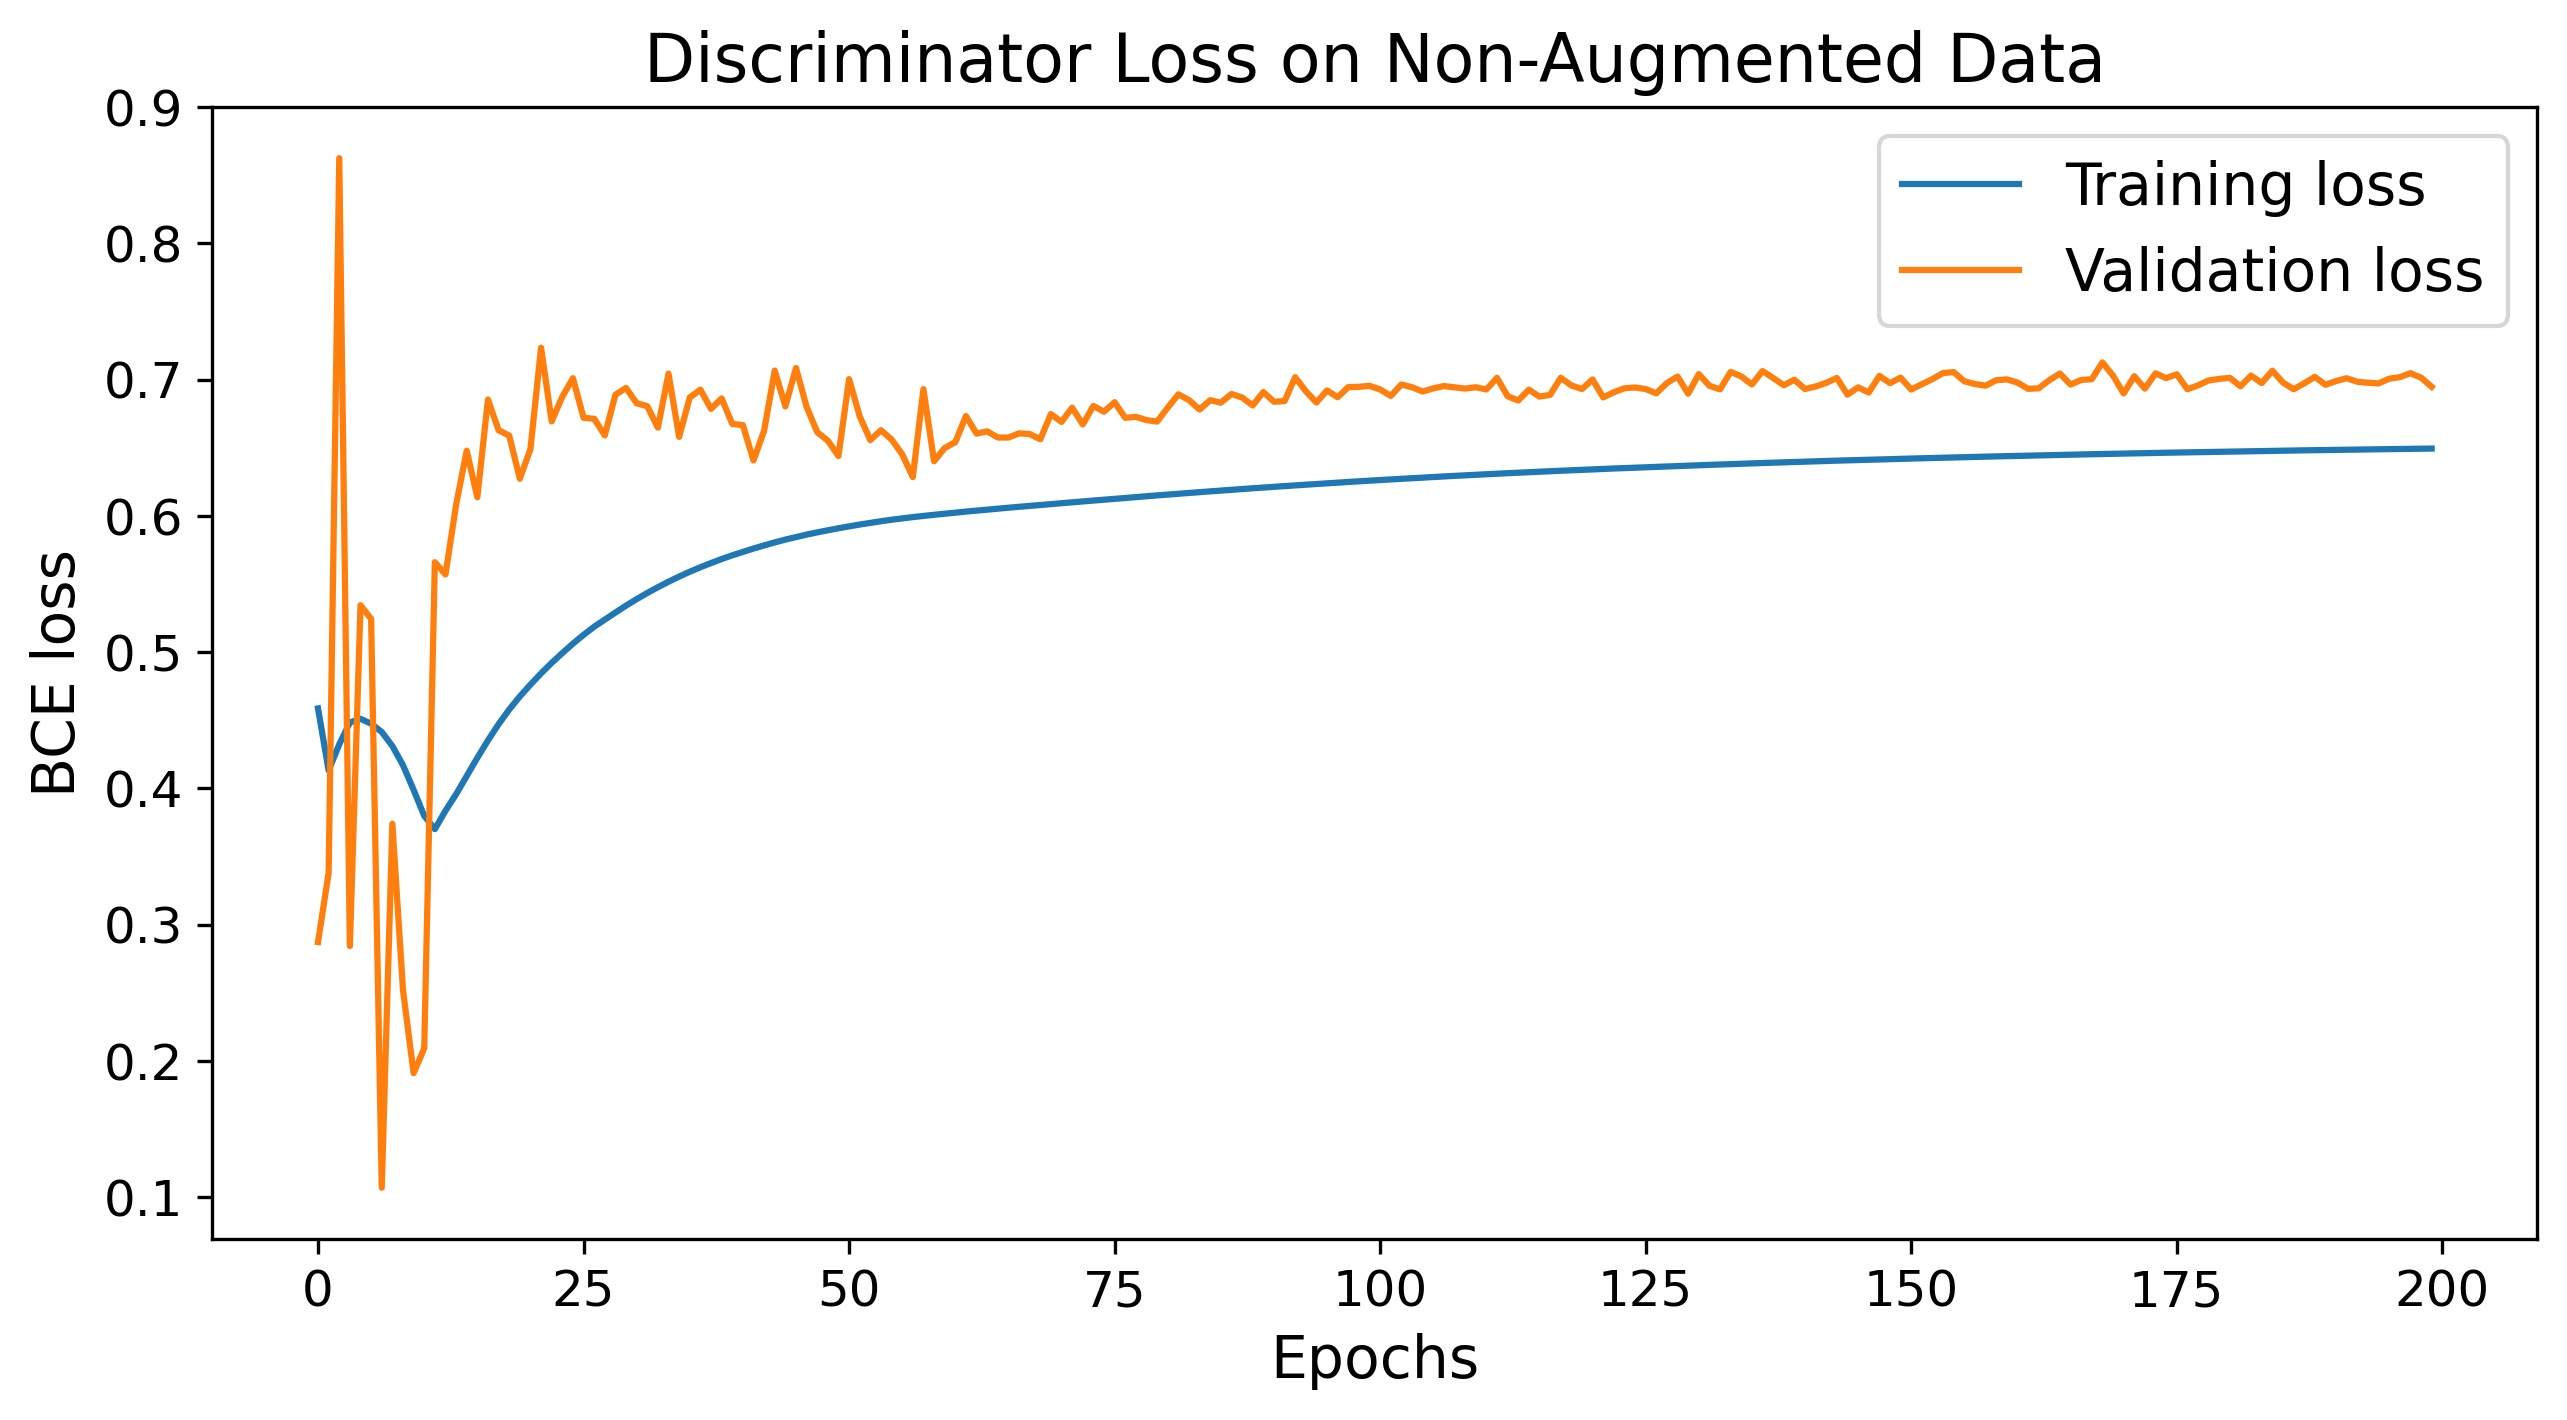 Discriminator Loss on Non-Augmented Data
0.9
0.8
0.7
0.6
0.5
0.4
0.3
0.2
0.1
BCE loss
Training loss
Validation loss
0 25 50 75 100 125 150 175 200
Epochs